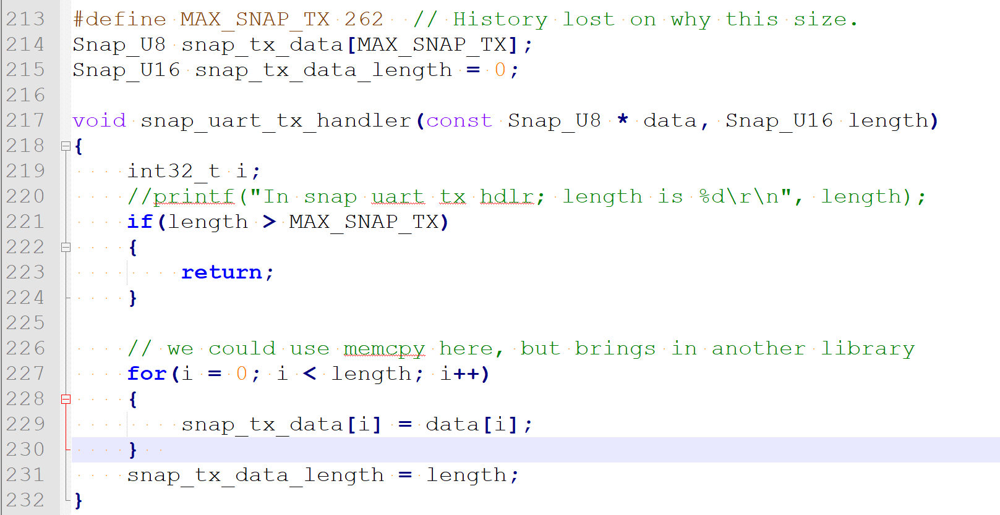 213 #define MAX_SNAP_TX 262  // History lost on why this size.
214 Snap_U8 snap_tx_data[MAX_SNAP_TX];
215 Snap_U16 snap_tx_data_length = 0;
216
217 void snap_uart_tx_handler(const Snap_U8 * data, Snap_U16 length)
218 {
219     int32_t i;
220     //printf("In snap uart tx hdlr; length is %d\r\n", length);
221     if(length > MAX_SNAP_TX)
222     {
223         return;
224     }
225
226     // we could use memcpy here, but brings in another library
227     for(i = 0; i < length; i++)
228     {
229         snap_tx_data[i] = data[i];
230     }
231     snap_tx_data_length = length;
232 }